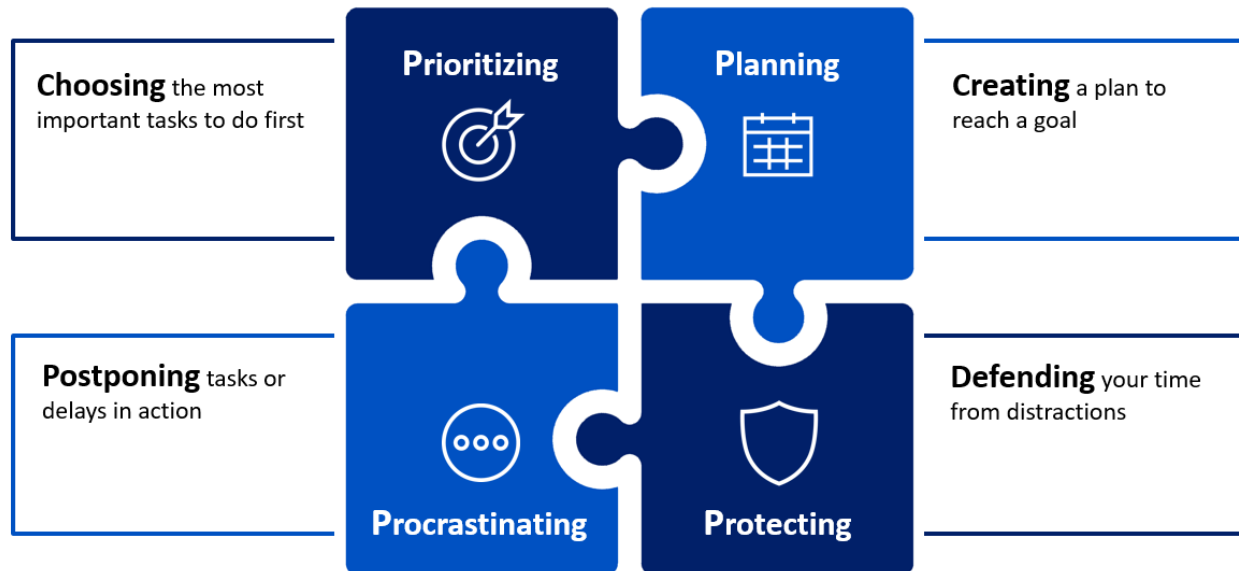 Prioritizing
Planning
Choosing the most
important tasks to do first
Creating a plan to
reach a goal
Postponing tasks or
delays in action
Defending your time
from distractions
Procrastinating
Protecting